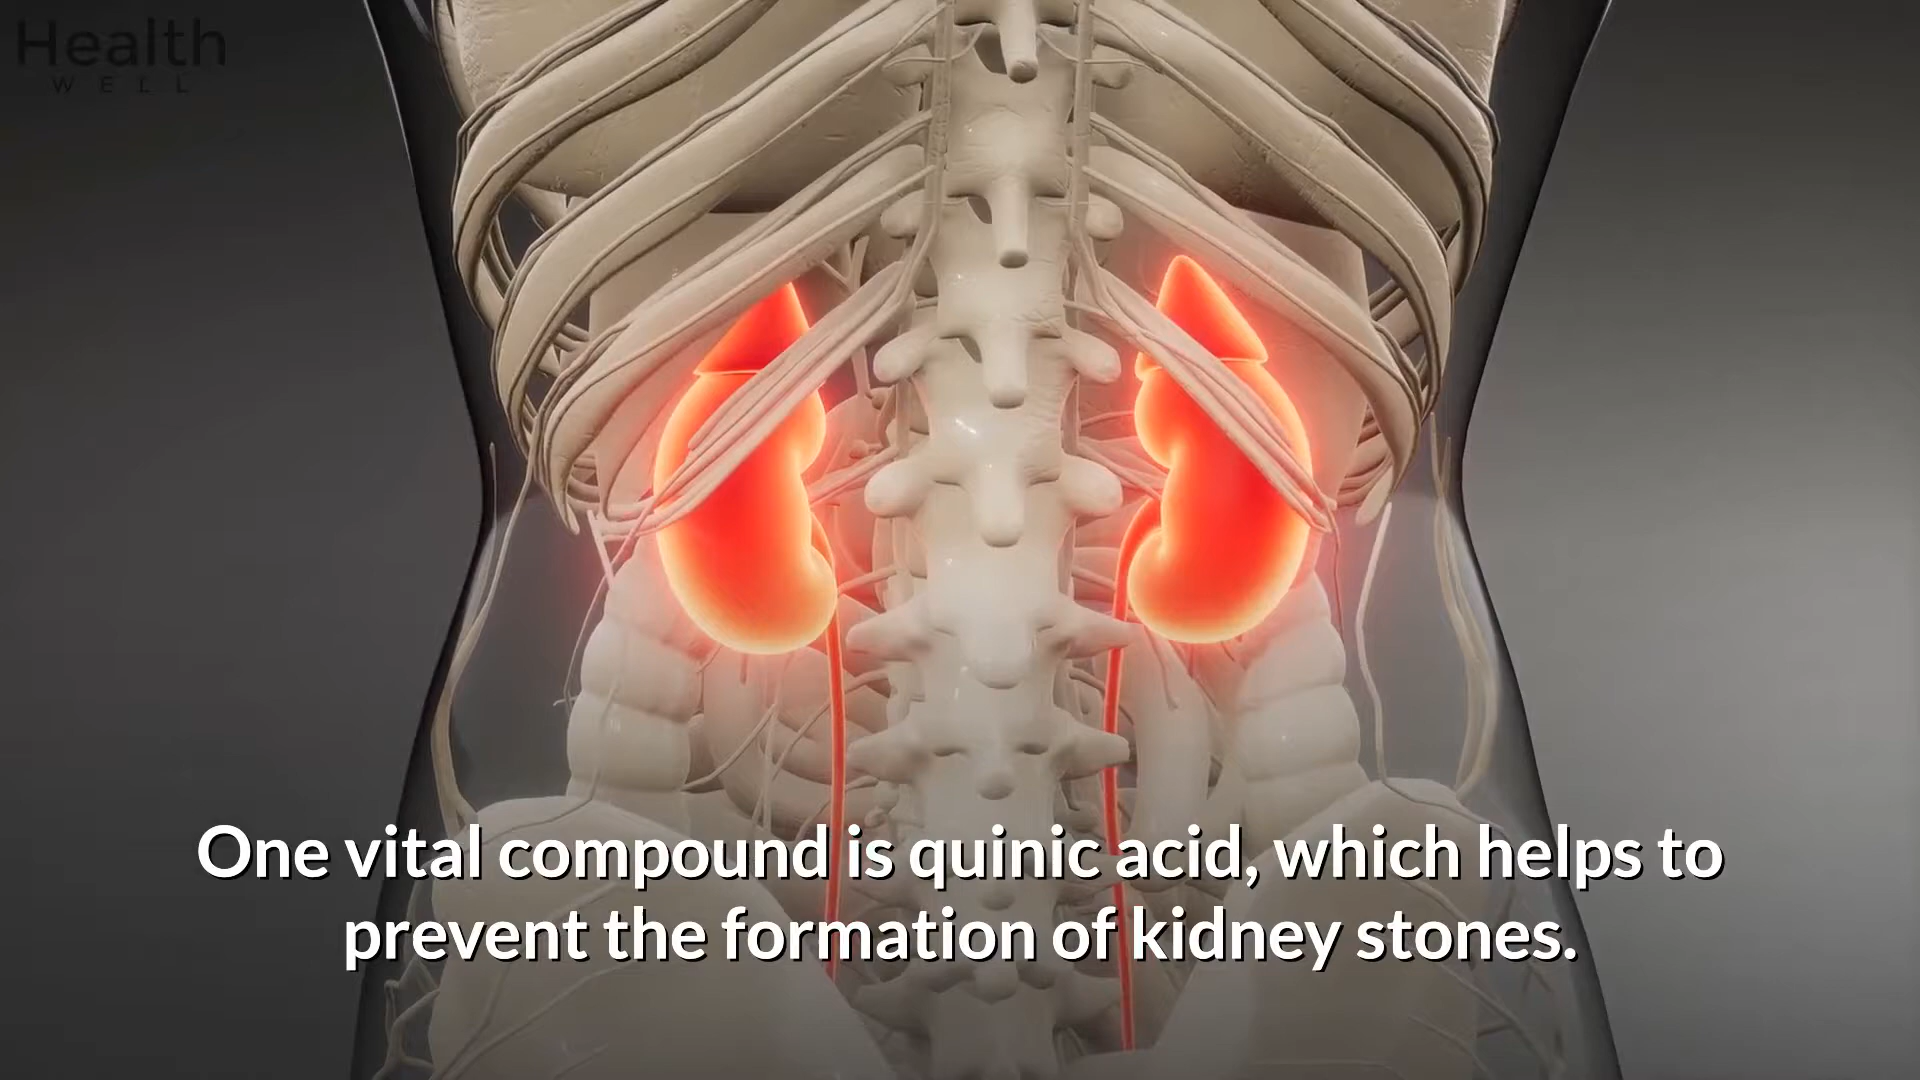 Health
WELL
One vital compound is quinic acid, which helps to
prevent the formation of kidney stones.